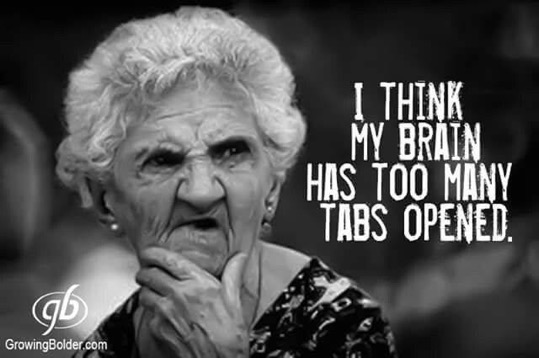 I THINK
MY BRAIN
HAS TOO MANY
TABS OPENED.
gb
GrowingBolder.com